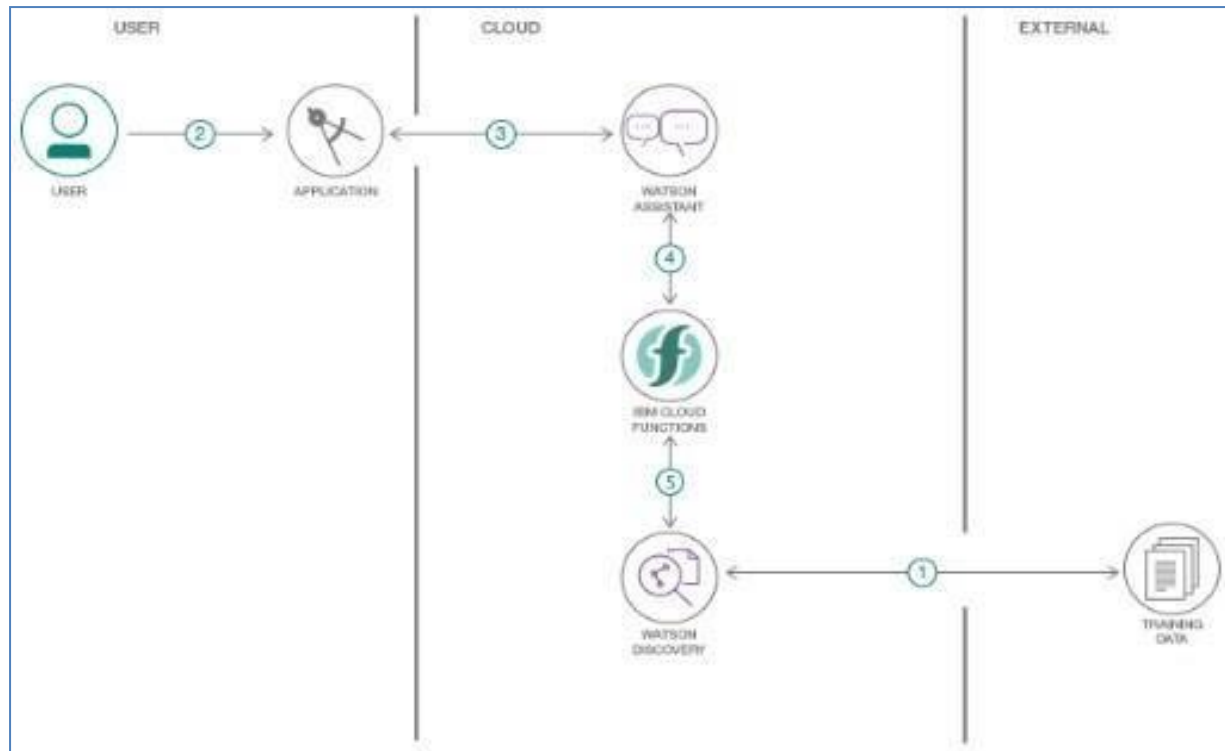 USER
CLOUD
EXTERNAL
2
3
USER
APPLICATION
WATSON
ASSISTANT
4
IBM CLOUD
FUNCTIONS
5
1
WATSON
DISCOVERY
TRAINING
DATA